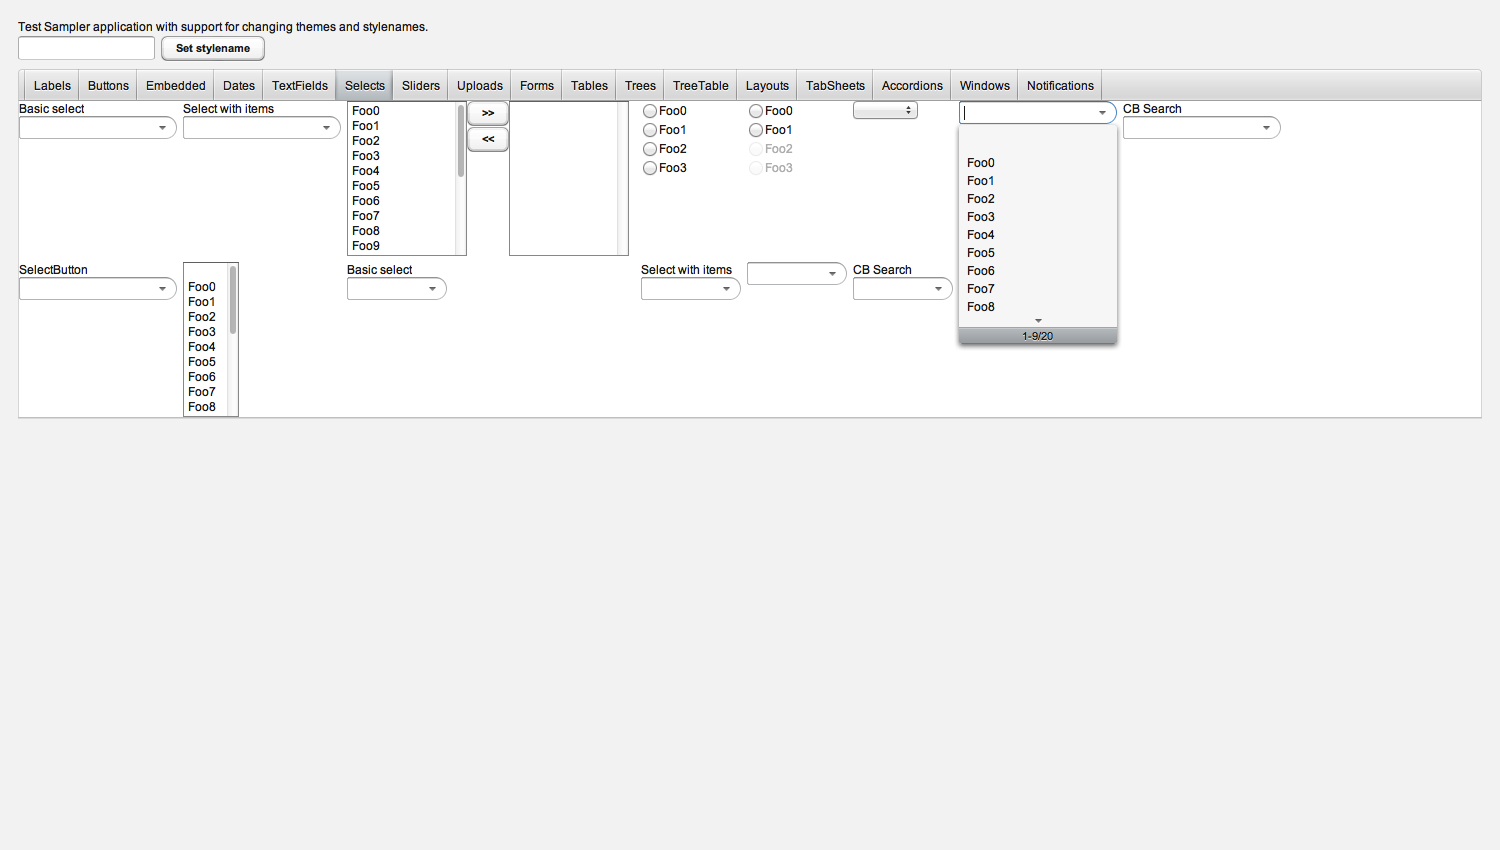 Test Sampler application with support for changing themes and stylenames.
Set stylename
Labels Buttons Embedded Dates TextFields Selects Sliders Uploads Forms Tables Trees TreeTable Layouts TabSheets Accordions Windows Notifications
Basic select
Select with items
Foo0
Foo1
Foo2
Foo3
Foo4
Foo5
Foo6
Foo7
Foo8
Foo9
>>
<<
Foo0
Foo1
Foo2
Foo3
Foo0
Foo1
Foo2
Foo3
Foo0
Foo1
Foo2
Foo3
Foo4
Foo5
Foo6
Foo7
Foo8
1-9/20
CB Search
SelectButton
Foo0
Foo1
Foo2
Foo3
Foo4
Foo5
Foo6
Foo7
Foo8
Basic select
Select with items
CB Search